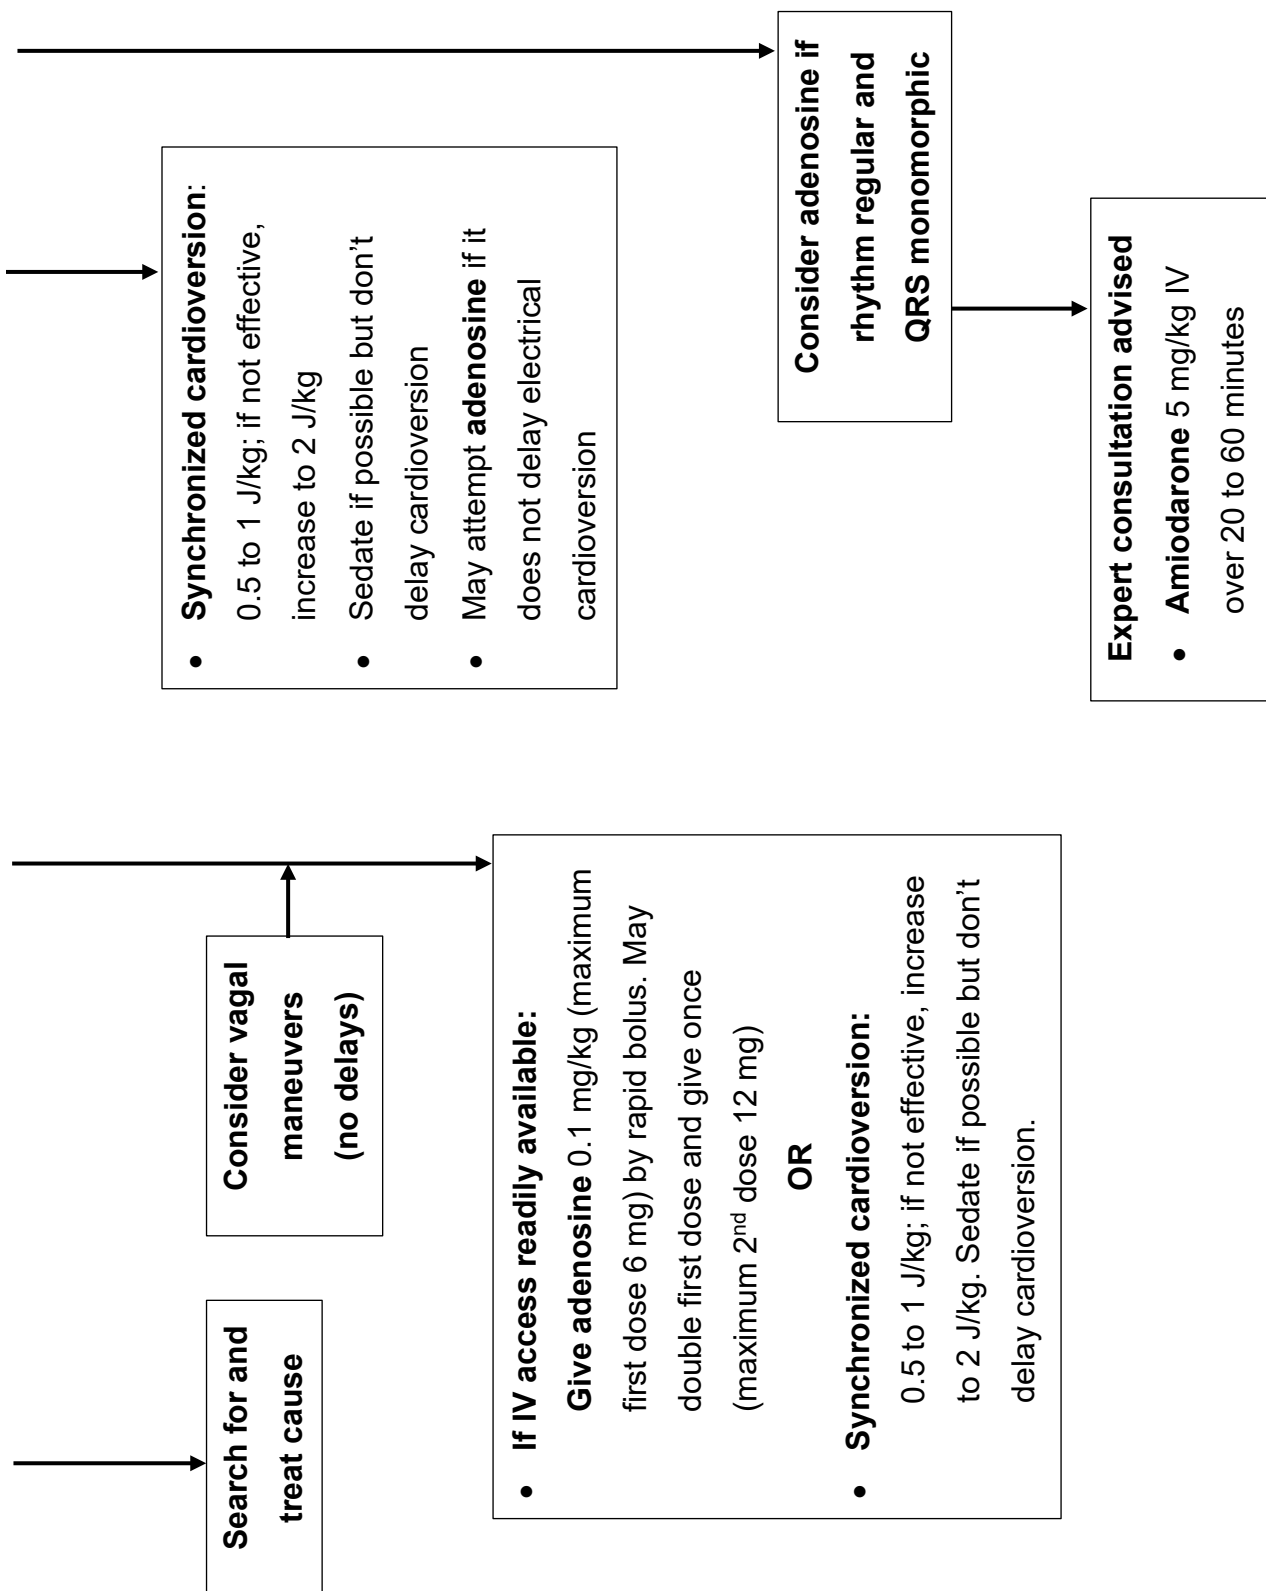 Search for and
treat cause
Consider vagal
maneuvers
(no delays)
• If IV access readily available:
Give adenosine 0.1 mg/kg (maximum
first dose 6 mg) by rapid bolus. May
double first dose and give once
(maximum 2nd dose 12 mg)
OR
• Synchronized cardioversion:
0.5 to 1 J/kg; if not effective, increase
to 2 J/kg. Sedate if possible but don’t
delay cardioversion.
• Synchronized cardioversion:
0.5 to 1 J/kg; if not effective,
increase to 2 J/kg
• Sedate if possible but don’t
delay cardioversion
• May attempt adenosine if it
does not delay electrical
cardioversion
Consider adenosine if
rhythm regular and
QRS monomorphic
Expert consultation advised
• Amiodarone 5 mg/kg IV
over 20 to 60 minutes